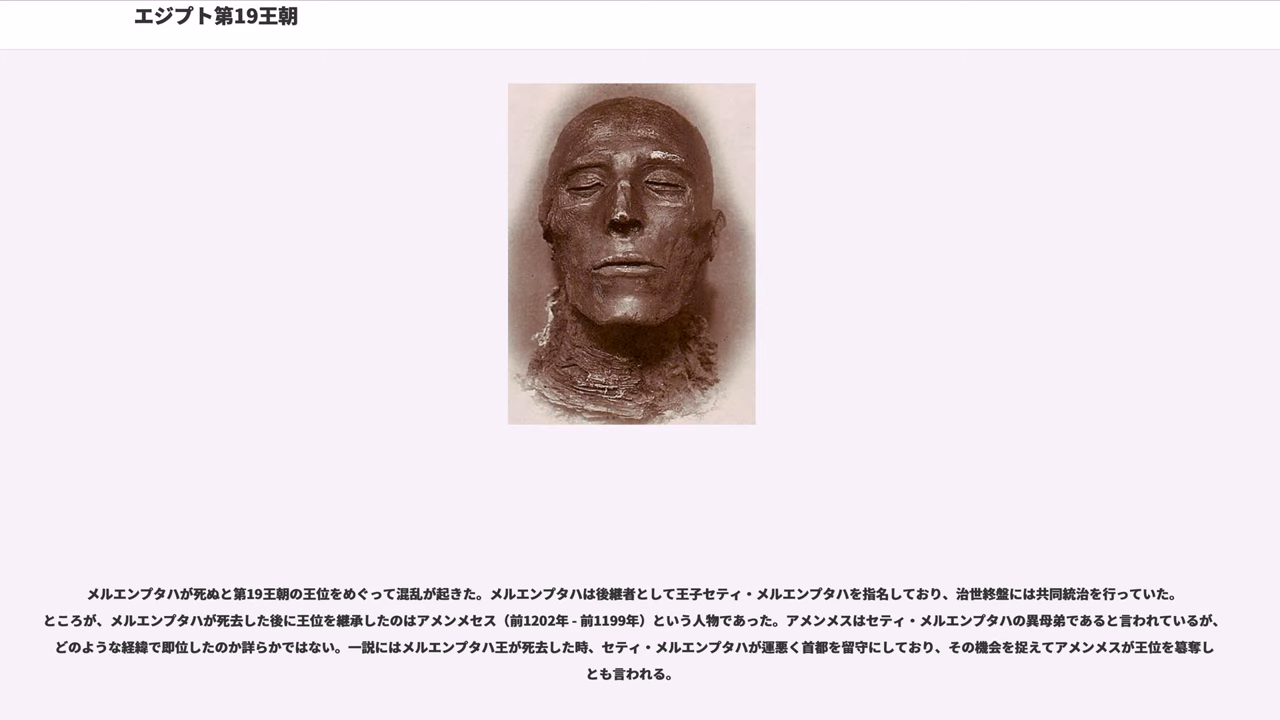 エジプト第19王朝
メルエンプタハが死ぬと第19王朝の王位をめぐって混乱が起きた。メルエンプタハは後継者として王子セティ・メルエンプタハを指名しており、治世終盤には共同統治を行っていた。
ところが、メルエンプタハが死去した後に王位を継承したのはアメンメセス（前1202年 - 前1199年）という人物であった。アメンメスはセティ・メルエンプタハの異母弟であると言われているが、
どのような経緯で即位したのか詳らかではない。一説にはメルエンプタハ王が死去した時、セティ・メルエンプタハが運悪く首都を留守にしており、その機会を捉えてアメンメスが王位を簒奪し
とも言われる。